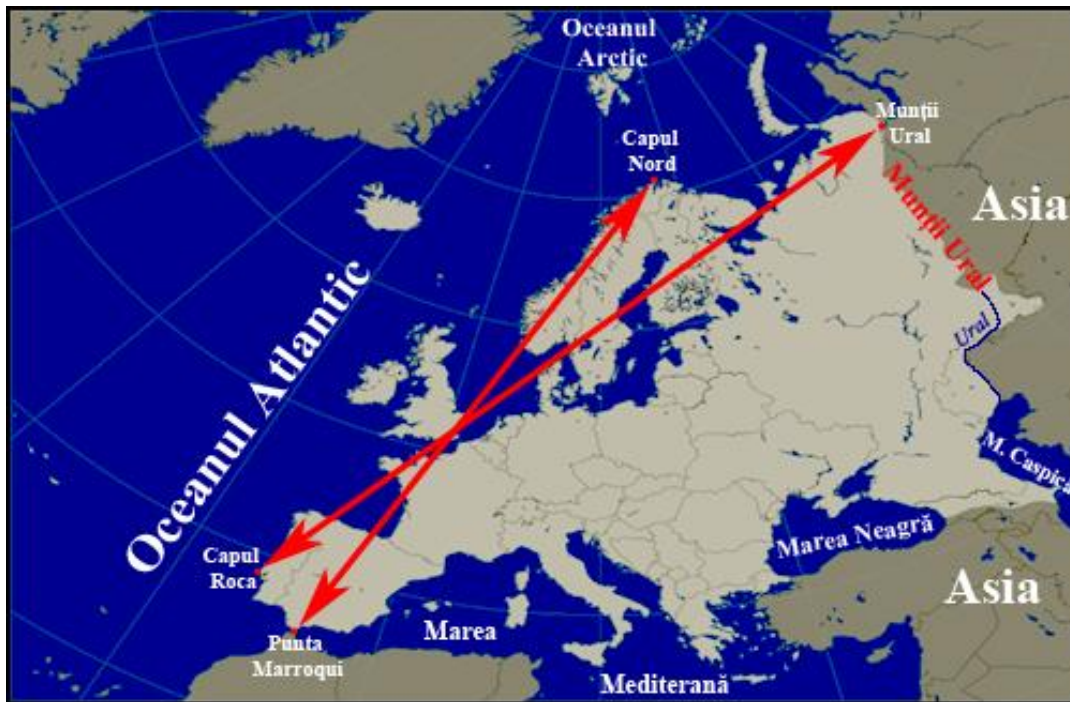 Oceanul
Arctic
Munții
Ural
Capul
Nord
Munții Ural
Asia
Oceanul Atlantic
Ural
M. Caspica
Marea Neagră
Capul
Roca
Asia
Punta
Marroqui
Marea
Mediterană